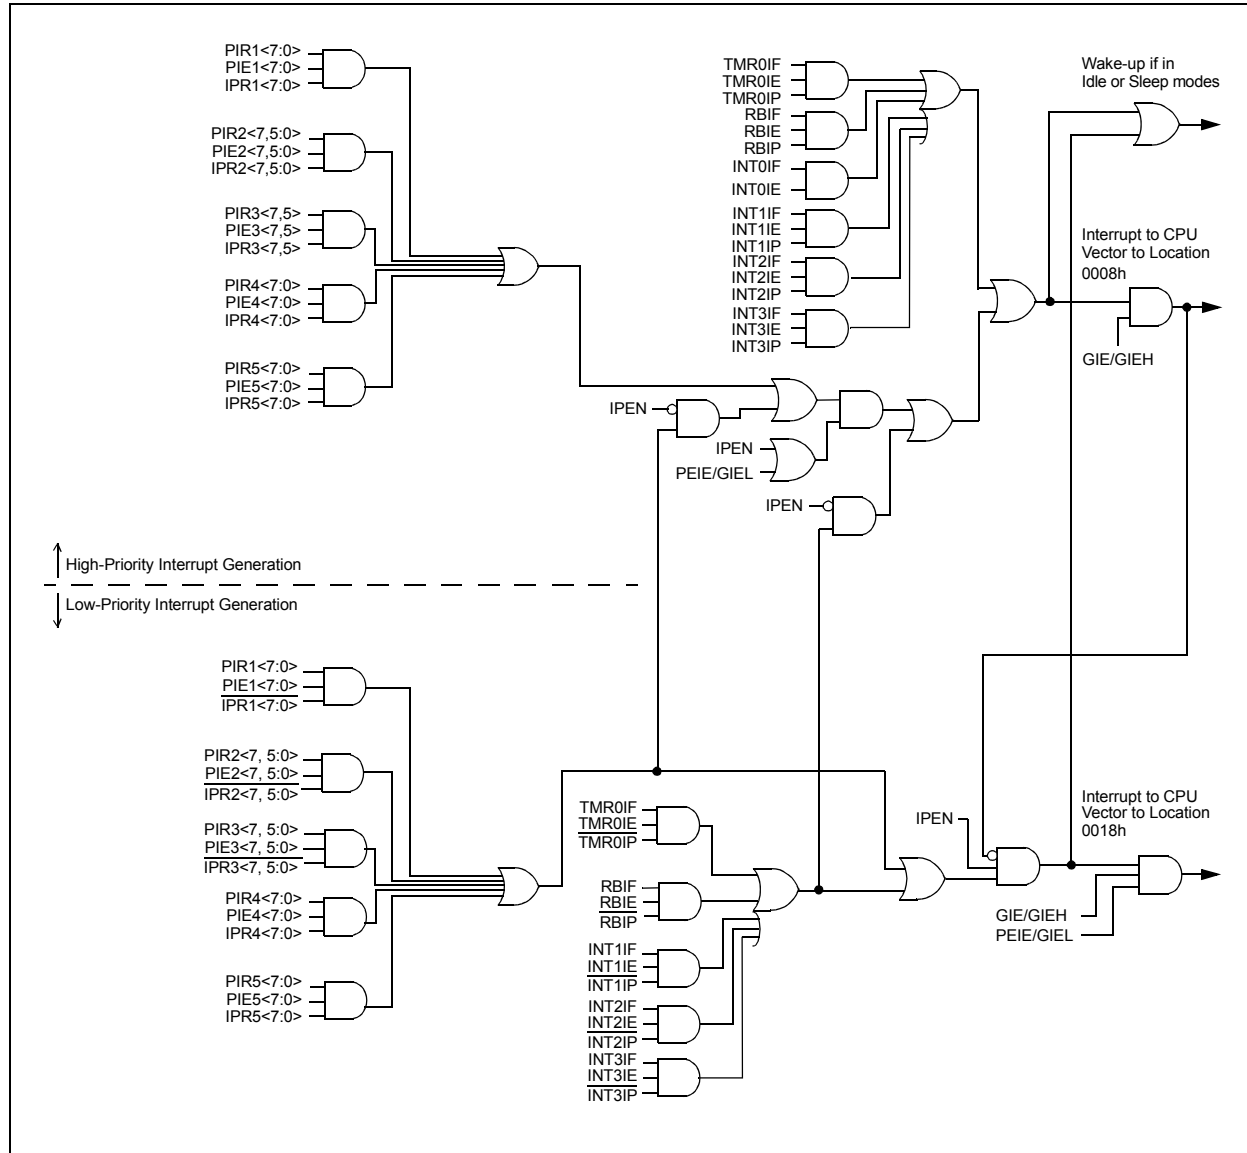 PIR1<7:0>
PIE1<7:0>
IPR1<7:0>
PIR2<7,5:0>
PIE2<7,5:0>
IPR2<7,5:0>
PIR3<7,5>
PIE3<7,5>
IPR3<7,5>
PIR4<7:0>
PIE4<7:0>
IPR4<7:0>
PIR5<7:0>
PIE5<7:0>
IPR5<7:0>
TMR0IF
TMR0IE
TMR0IP
RBIF
RBIE
RBIP
INT0IF
INT0IE
INT1IF
INT1IE
INT1IP
INT2IF
INT2IE
INT2IP
INT3IF
INT3IE
INT3IP
Wake-up if in
Idle or Sleep modes
Interrupt to CPU
Vector to Location
0008h
GIE/GIEH
IPEN
IPEN
PEIE/GIEL
IPEN
High-Priority Interrupt Generation
Low-Priority Interrupt Generation
PIR1<7:0>
PIE1<7:0>
IPR1<7:0>
PIR2<7, 5:0>
PIE2<7, 5:0>
IPR2<7, 5:0>
PIR3<7, 5:0>
PIE3<7, 5:0>
IPR3<7, 5:0>
PIR4<7:0>
PIE4<7:0>
IPR4<7:0>
PIR5<7:0>
PIE5<7:0>
IPR5<7:0>
TMR0IF
TMR0IE
TMR0IP
RBIF
RBIE
RBIP
INT1IF
INT1IE
INT1IP
INT2IF
INT2IE
INT2IP
INT3IF
INT3IE
INT3IP
IPEN
Interrupt to CPU
Vector to Location
0018h
GIE/GIEH
PEIE/GIEL